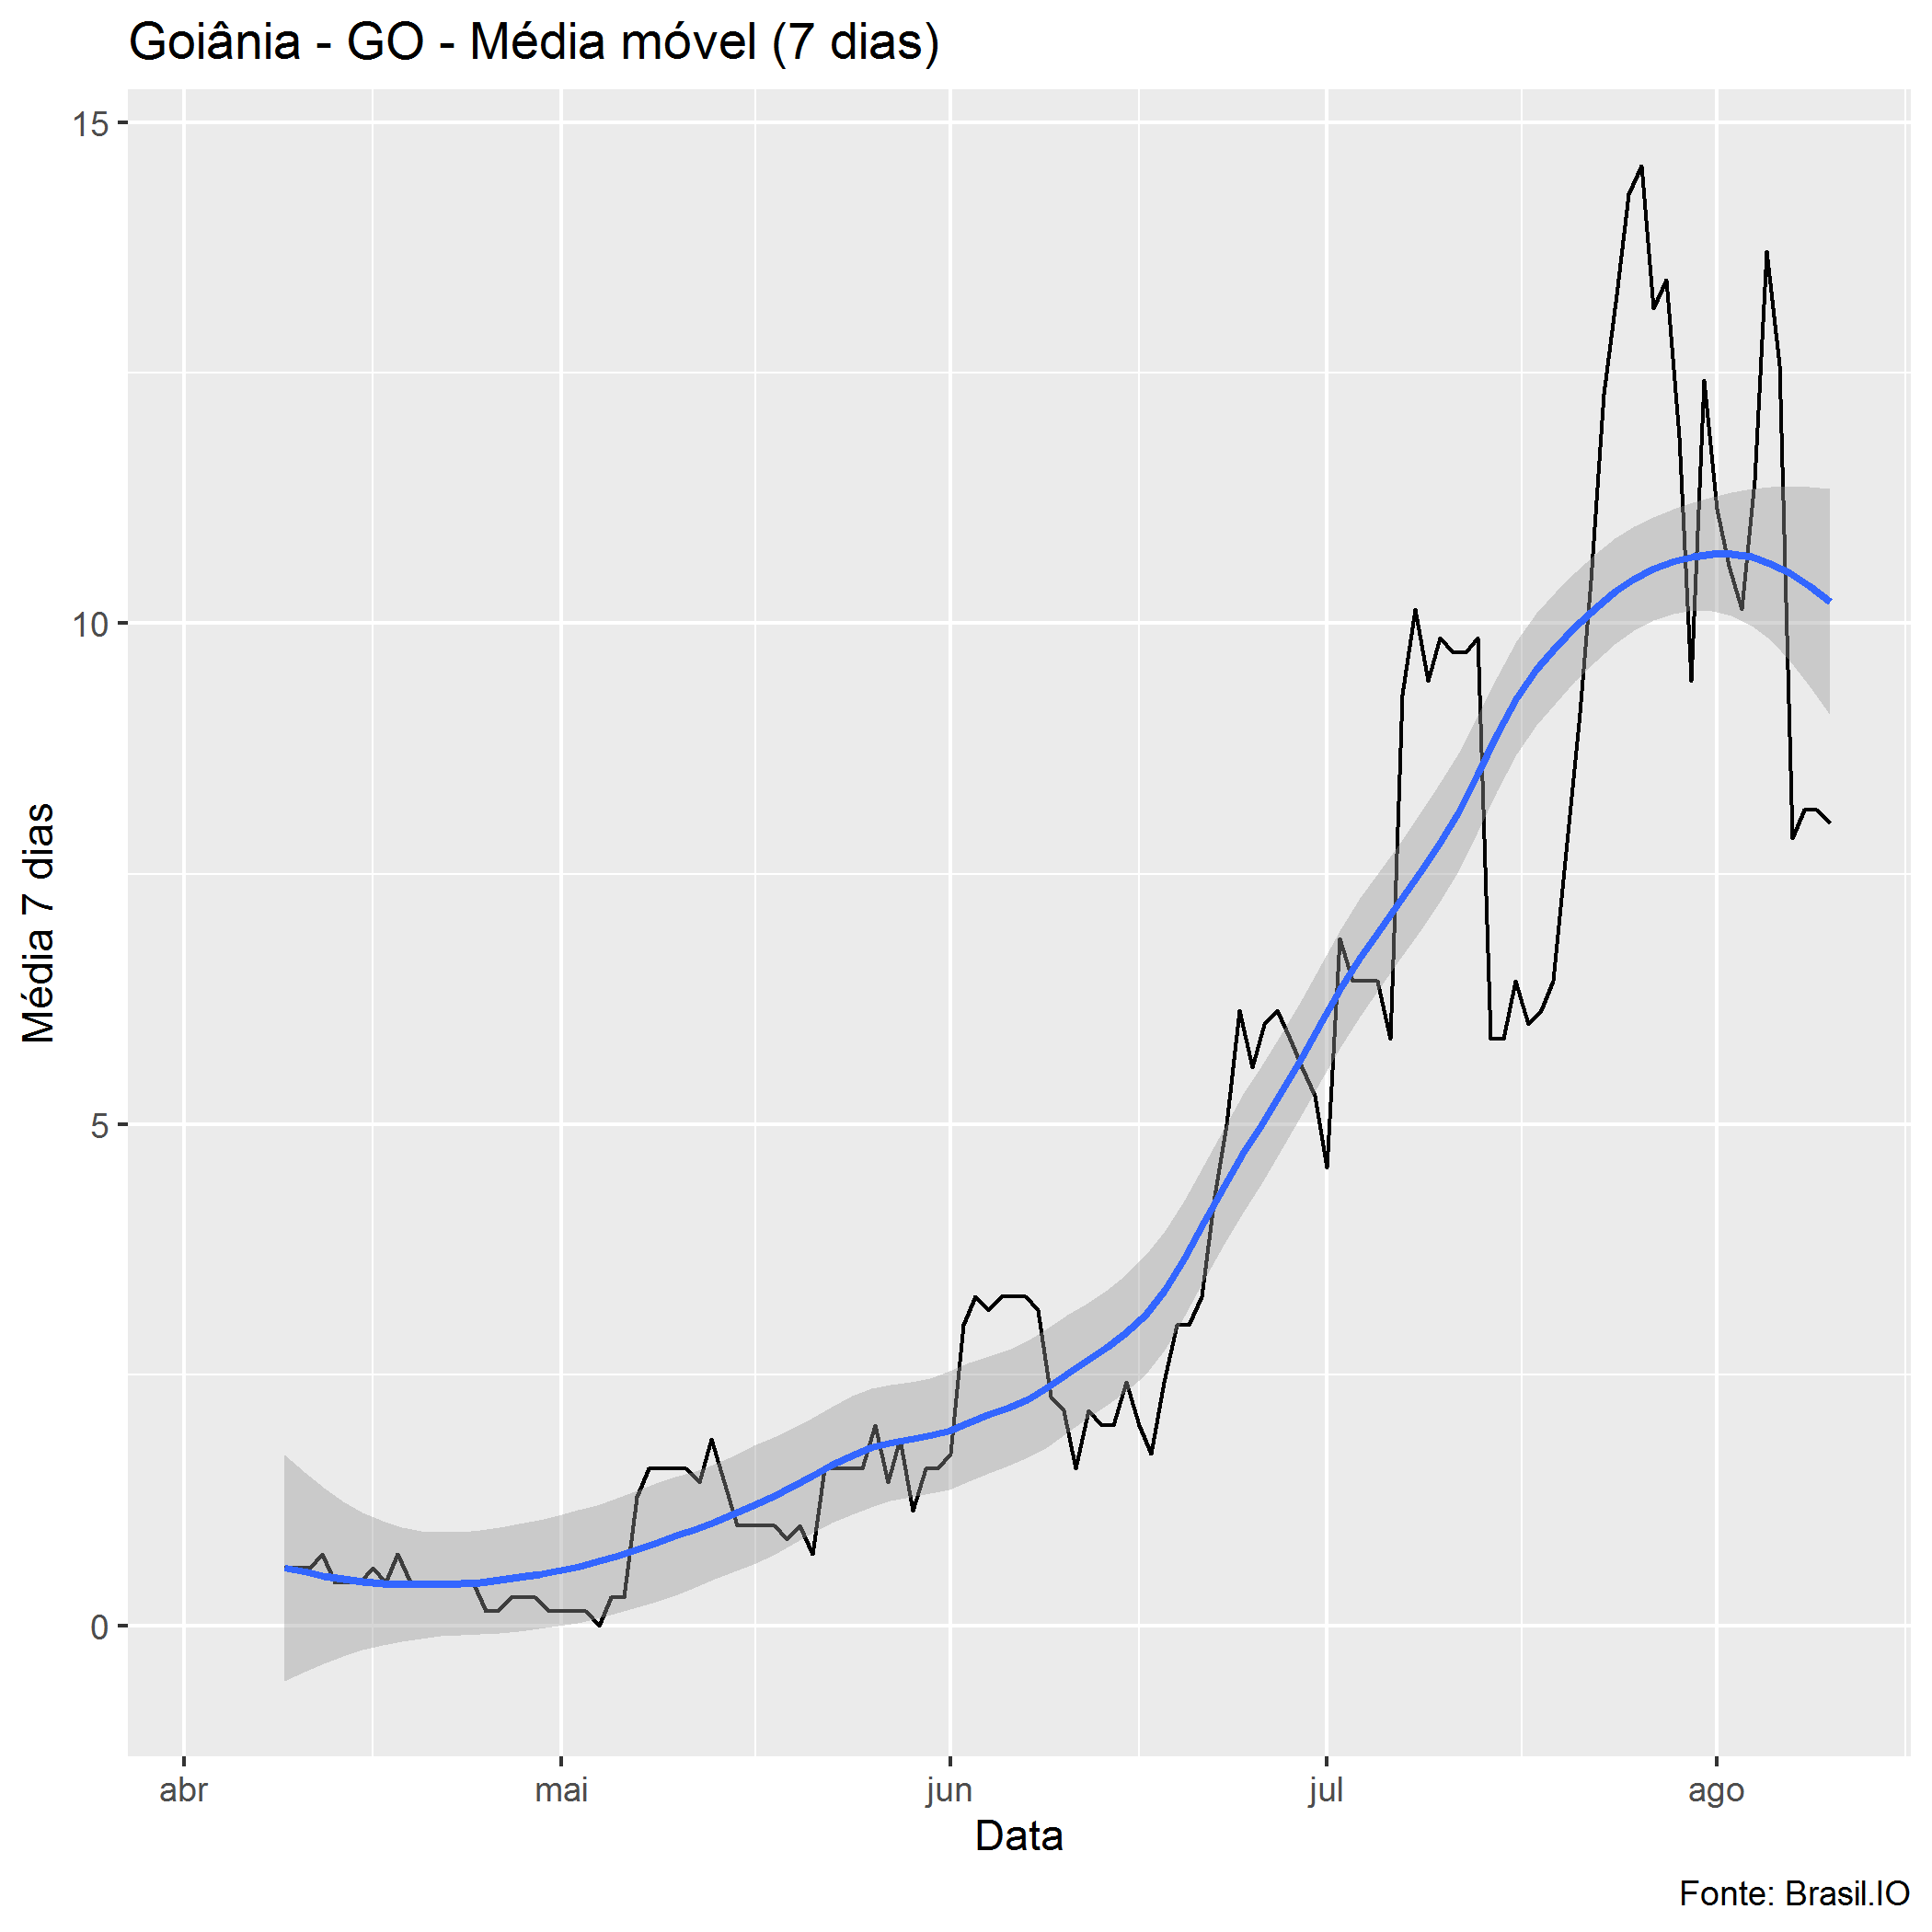 Goiânia - GO - Média móvel (7 dias)
Média 7 dias
15
10
5
0
abr mai jun jul ago
Data
Fonte: Brasil.IO